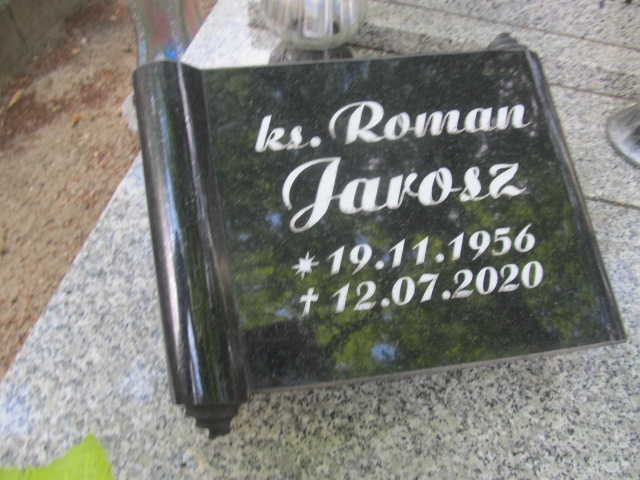 ks. Roman
Jarosz
* 19.11.1956
† 12.07.2020